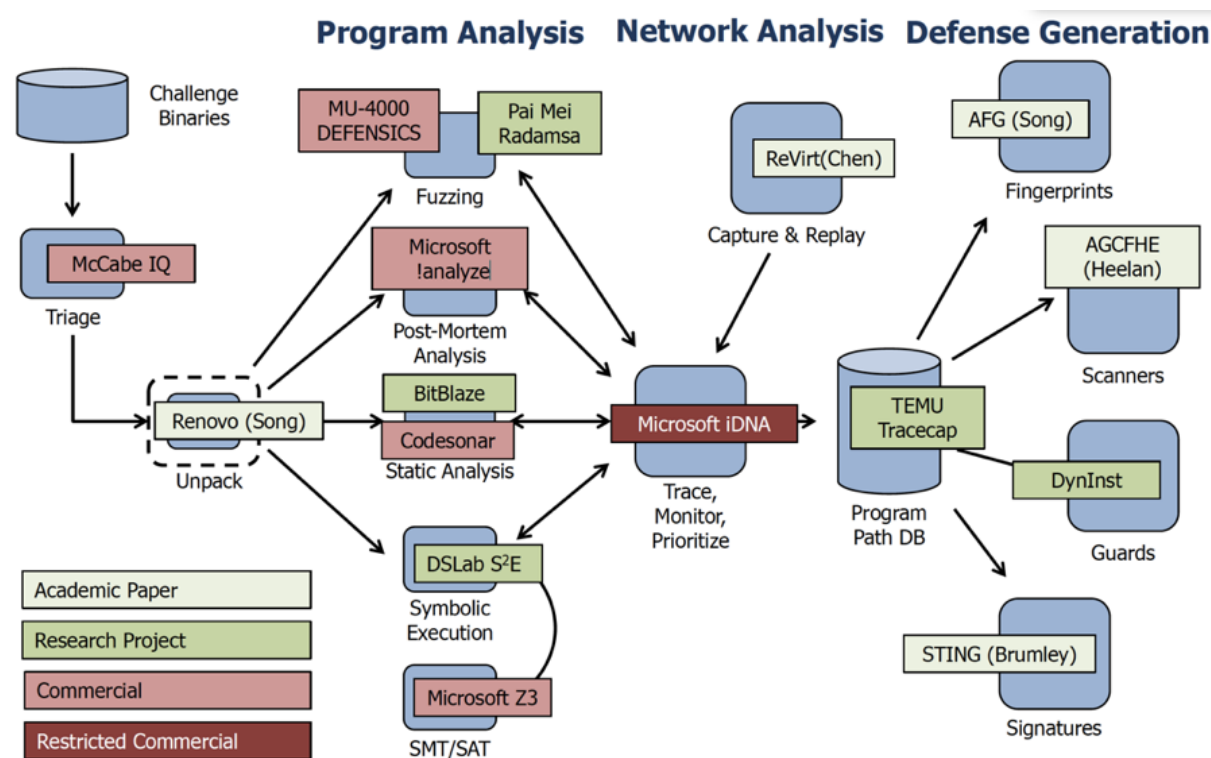 Program Analysis
Network Analysis
Defense Generation
Challenge
Binaries
McCabe IQ
Triage
Renovo (Song)
Unpack
MU-4000
DEFENSICS
Pai Mei
Radamsa
Fuzzing
Microsoft
!analyze
Post-Mortem
Analysis
BitBlaze
Codesonar
Static Analysis
DSLab S²E
Symbolic
Execution
Microsoft Z3
SMT/SAT
ReVirt(Chen)
Capture & Replay
Microsoft iDNA
Trace,
Monitor,
Prioritize
TEMU
Tracecap
Program
Path DB
AFG (Song)
Fingerprints
AGCFHE
(Heelan)
Scanners
DynInst
Guards
STING (Brumley)
Signatures
Academic Paper
Research Project
Commercial
Restricted Commercial